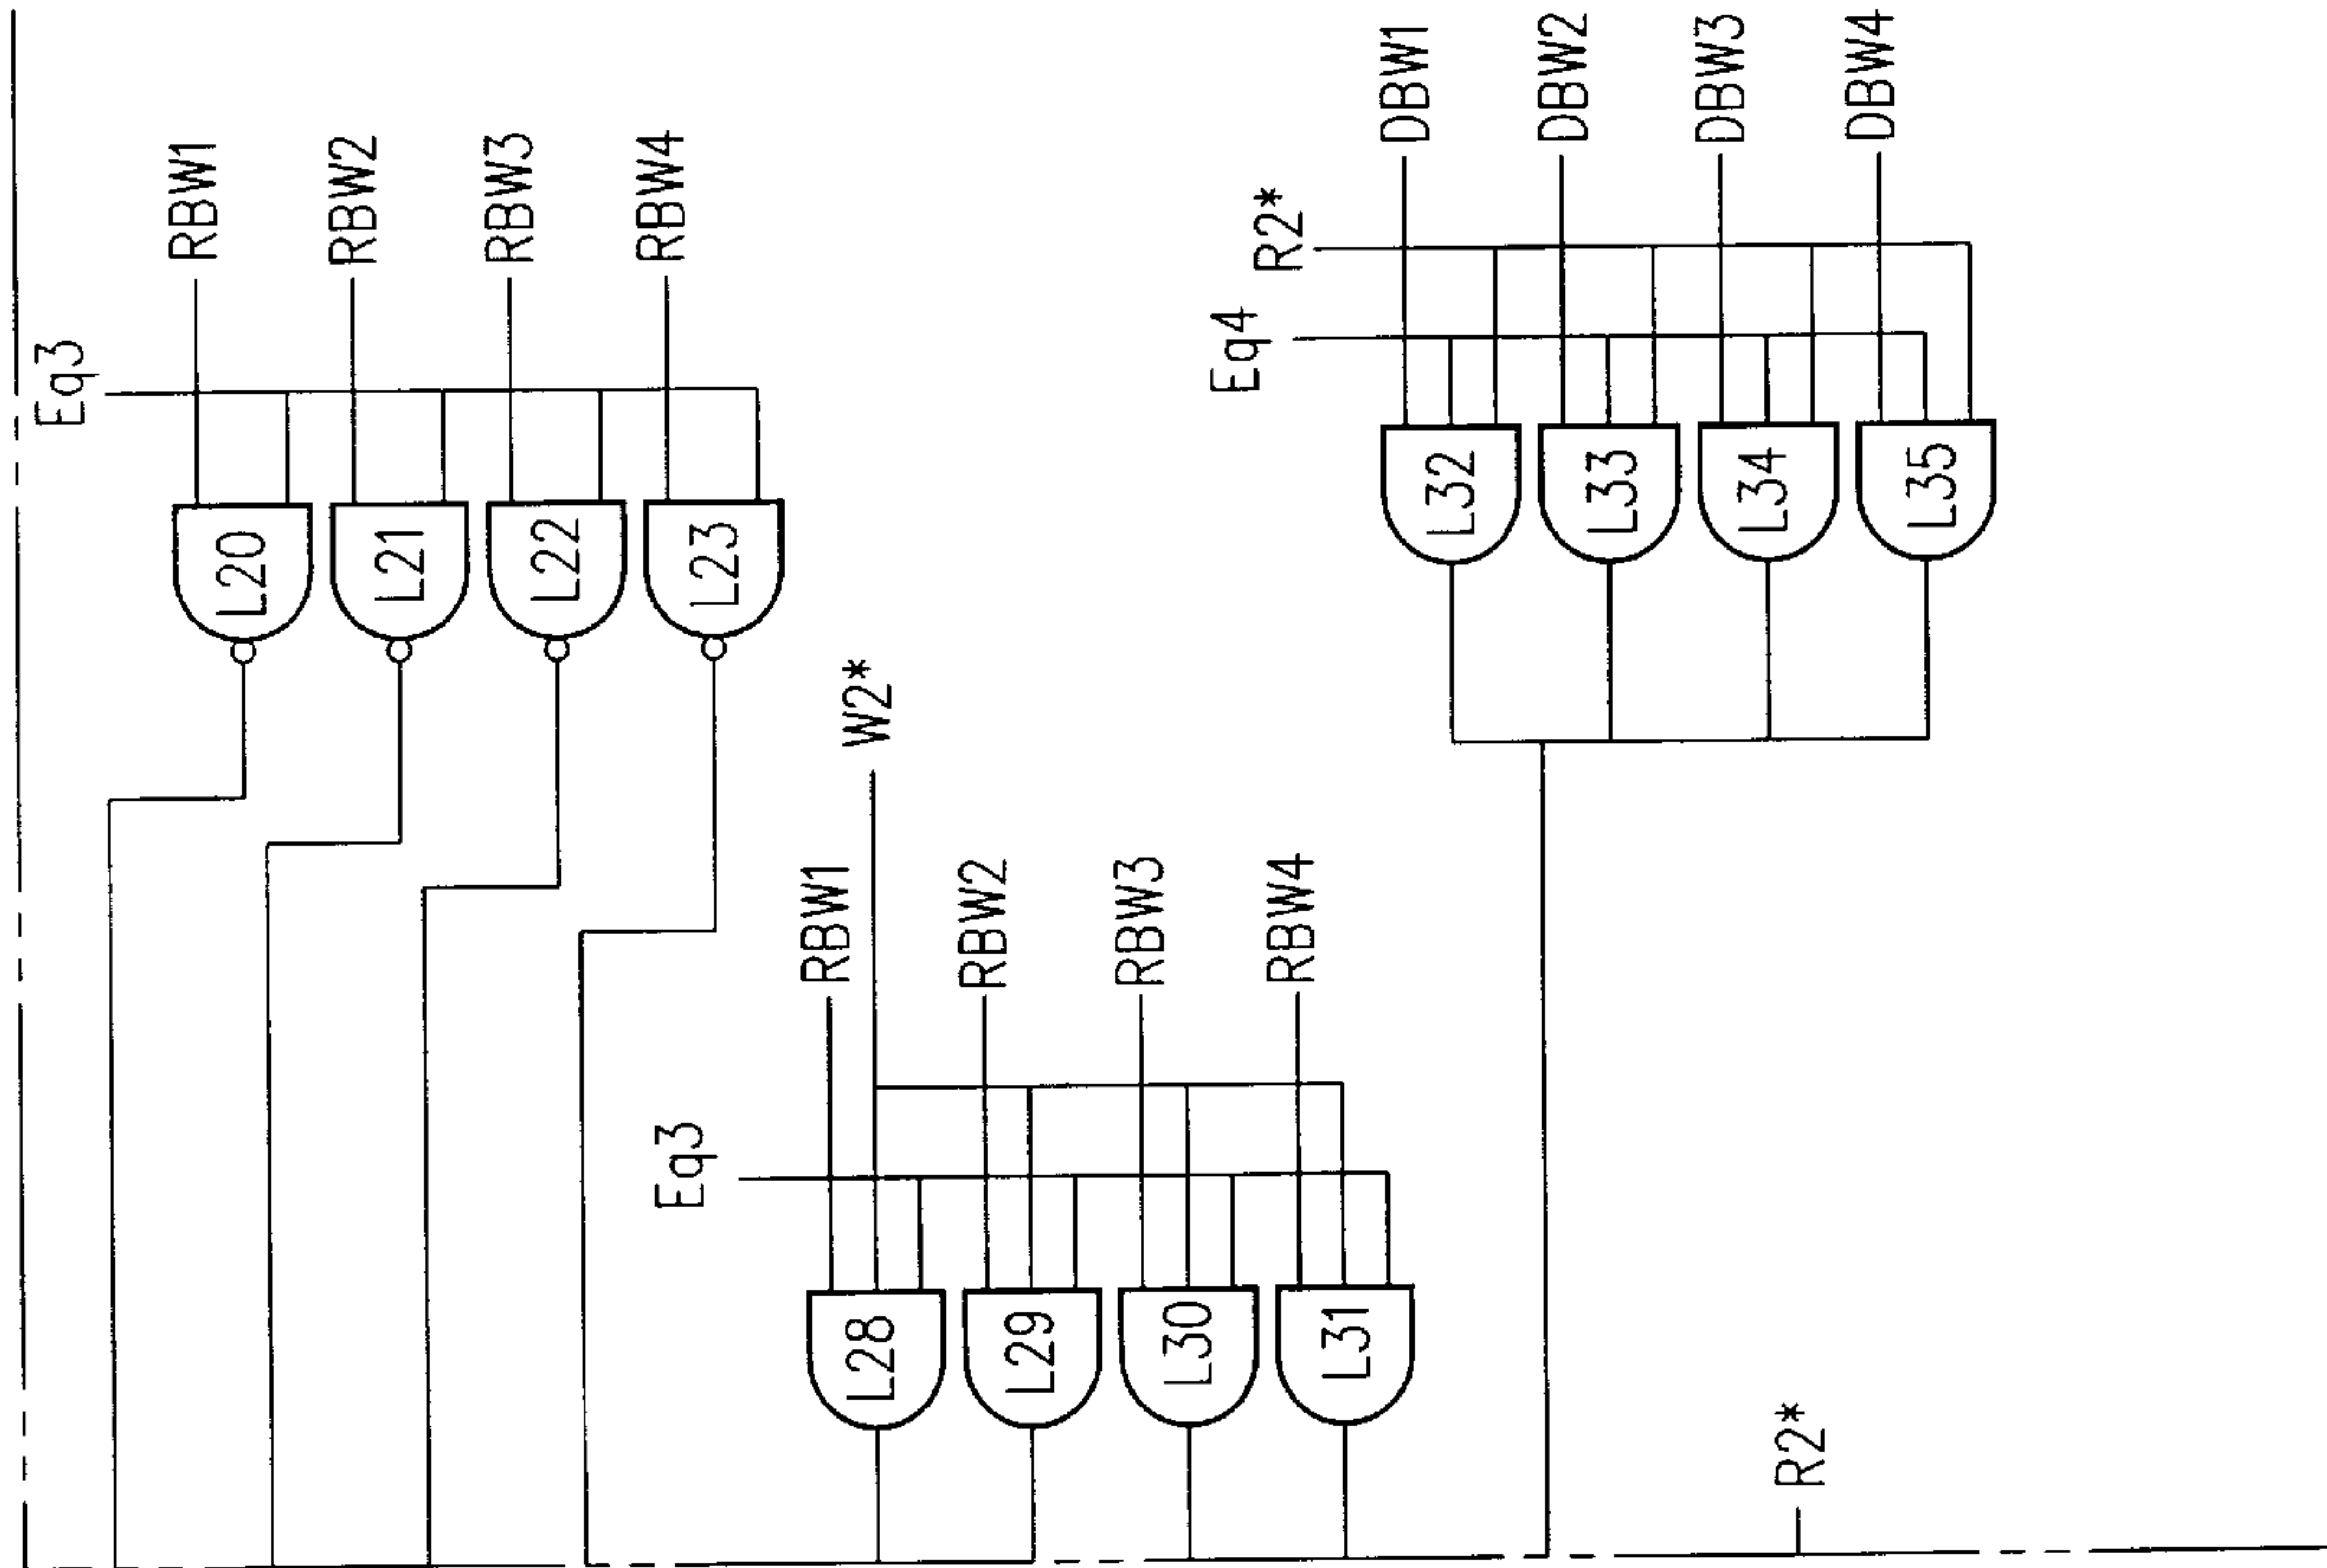 Eq3
RBW1
RBW2
RBW3
RBW4
L20
L21
L22
L23
W2*
Eq3
RBW1
RBW2
RBW3
RBW4
L28
L29
L30
L31
Eq4
R2*
DBW1
DBW2
DBW3
DBW4
L32
L33
L34
L35
R2*